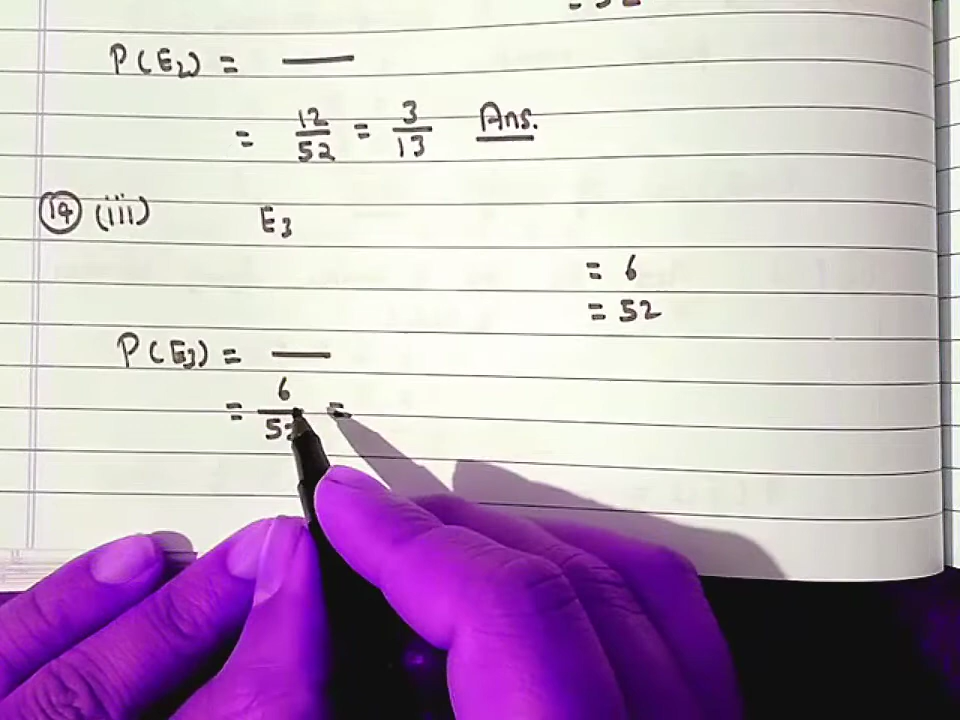 P(E2) =
= 12/52 = 3/13 Ans.
14 (iii) E3
= 6
= 52
P(E3) =
= 6/52 =